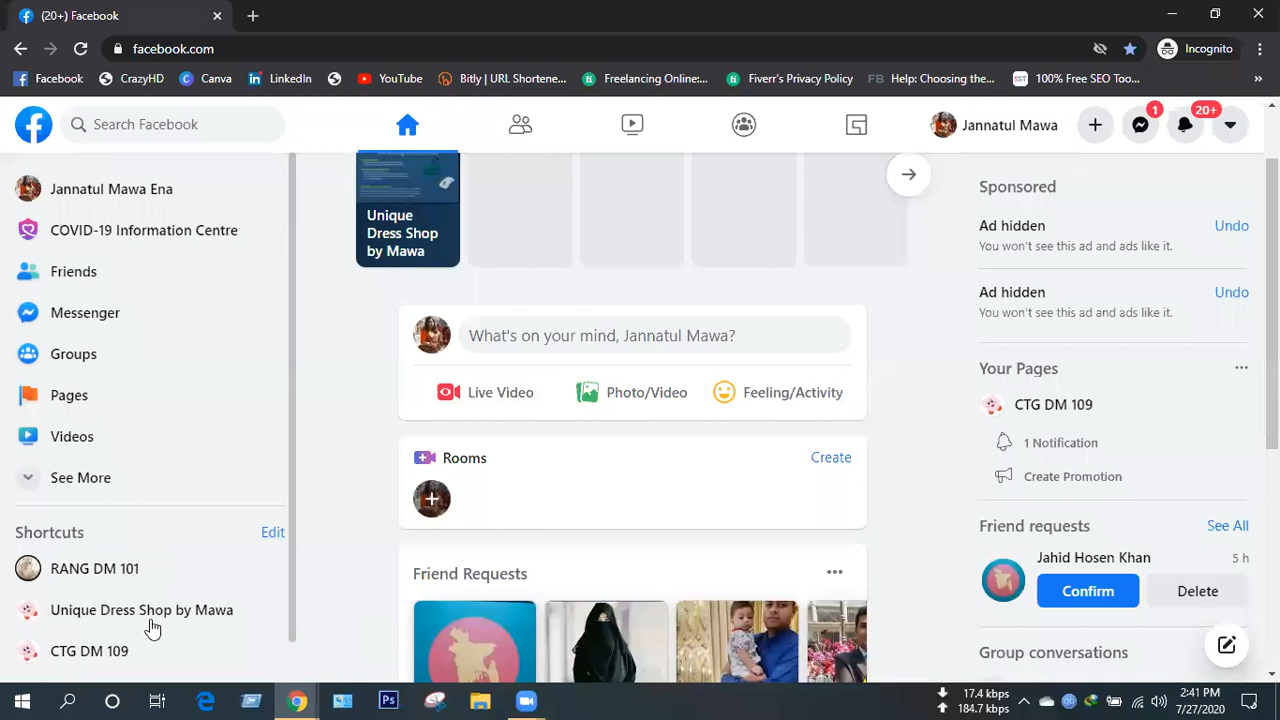 (20+) Facebook
facebook.com
Incognito
Facebook
CrazyHD
Canva
LinkedIn
YouTube
Bitly | URL Shortene...
Freelancing Online:...
Fiverr's Privacy Policy
FB Help: Choosing the...
SST 100% Free SEO Too...
»
Search Facebook
Jannatul Mawa
1
20+
Jannatul Mawa Ena
COVID-19 Information Centre
Friends
Messenger
Groups
Pages
Videos
See More
Shortcuts
Edit
RANG DM 101
Unique Dress Shop by Mawa
CTG DM 109
Unique
Dress Shop
by Mawa
What's on your mind, Jannatul Mawa?
Live Video
Photo/Video
Feeling/Activity
Rooms
Create
Friend Requests
Sponsored
Ad hidden
Undo
You won't see this ad and ads like it.
Ad hidden
Undo
You won't see this ad and ads like it.
Your Pages
CTG DM 109
1 Notification
Create Promotion
Friend requests
See All
Jahid Hosen Khan
5 h
Confirm
Delete
Group conversations
Ps
17.4 kbps
184.7 kbps
2:41 PM
7/27/2020